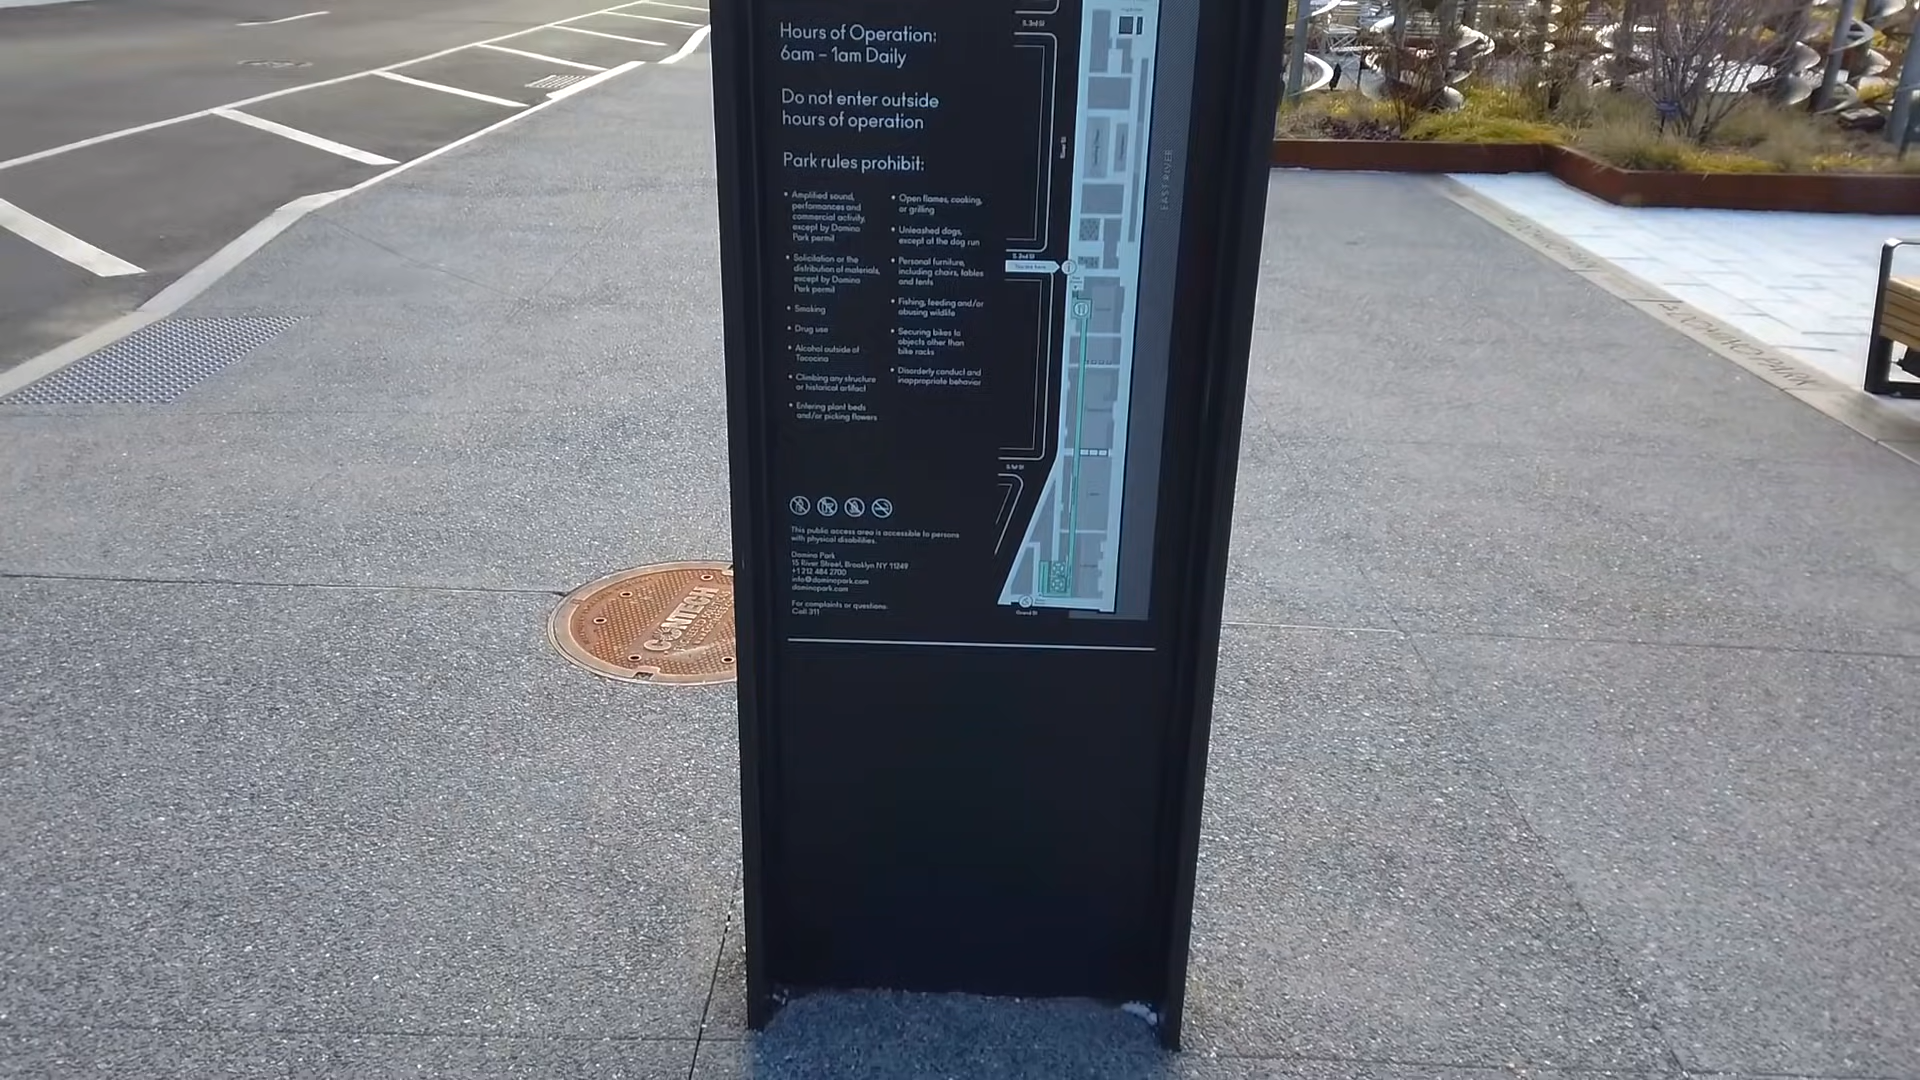 Hours of Operation:
6am – 1am Daily
Do not enter outside
hours of operation
Park rules prohibit:
• Amplified sound,
performances and
commercial activity,
except by Domino
Park permit
• Solicitation or the
distribution of materials,
except by Domino
Park permit
• Smoking
• Drug use
• Alcohol outside of
Tacocina
• Climbing any structure
or historical artifact
• Entering plant beds
and/or picking flowers
• Open flames, cooking,
or grilling
• Unleashed dogs,
except at the dog run
• Personal furniture,
including chairs, tables
and tents
• Fishing, feeding and/or
abusing wildlife
• Securing bikes to
objects other than
bike racks
• Disorderly conduct and
inappropriate behavior
This public access area is accessible to persons
with physical disabilities.
Domino Park
15 River Street, Brooklyn NY 11249
+1 212 484 2700
info@dominopark.com
dominopark.com
For complaints or questions.
Call 311
S. 3rd St
River St
EAST RIVER
S. 2nd St
You are here
S. 1st St
Grand St
CONTECH